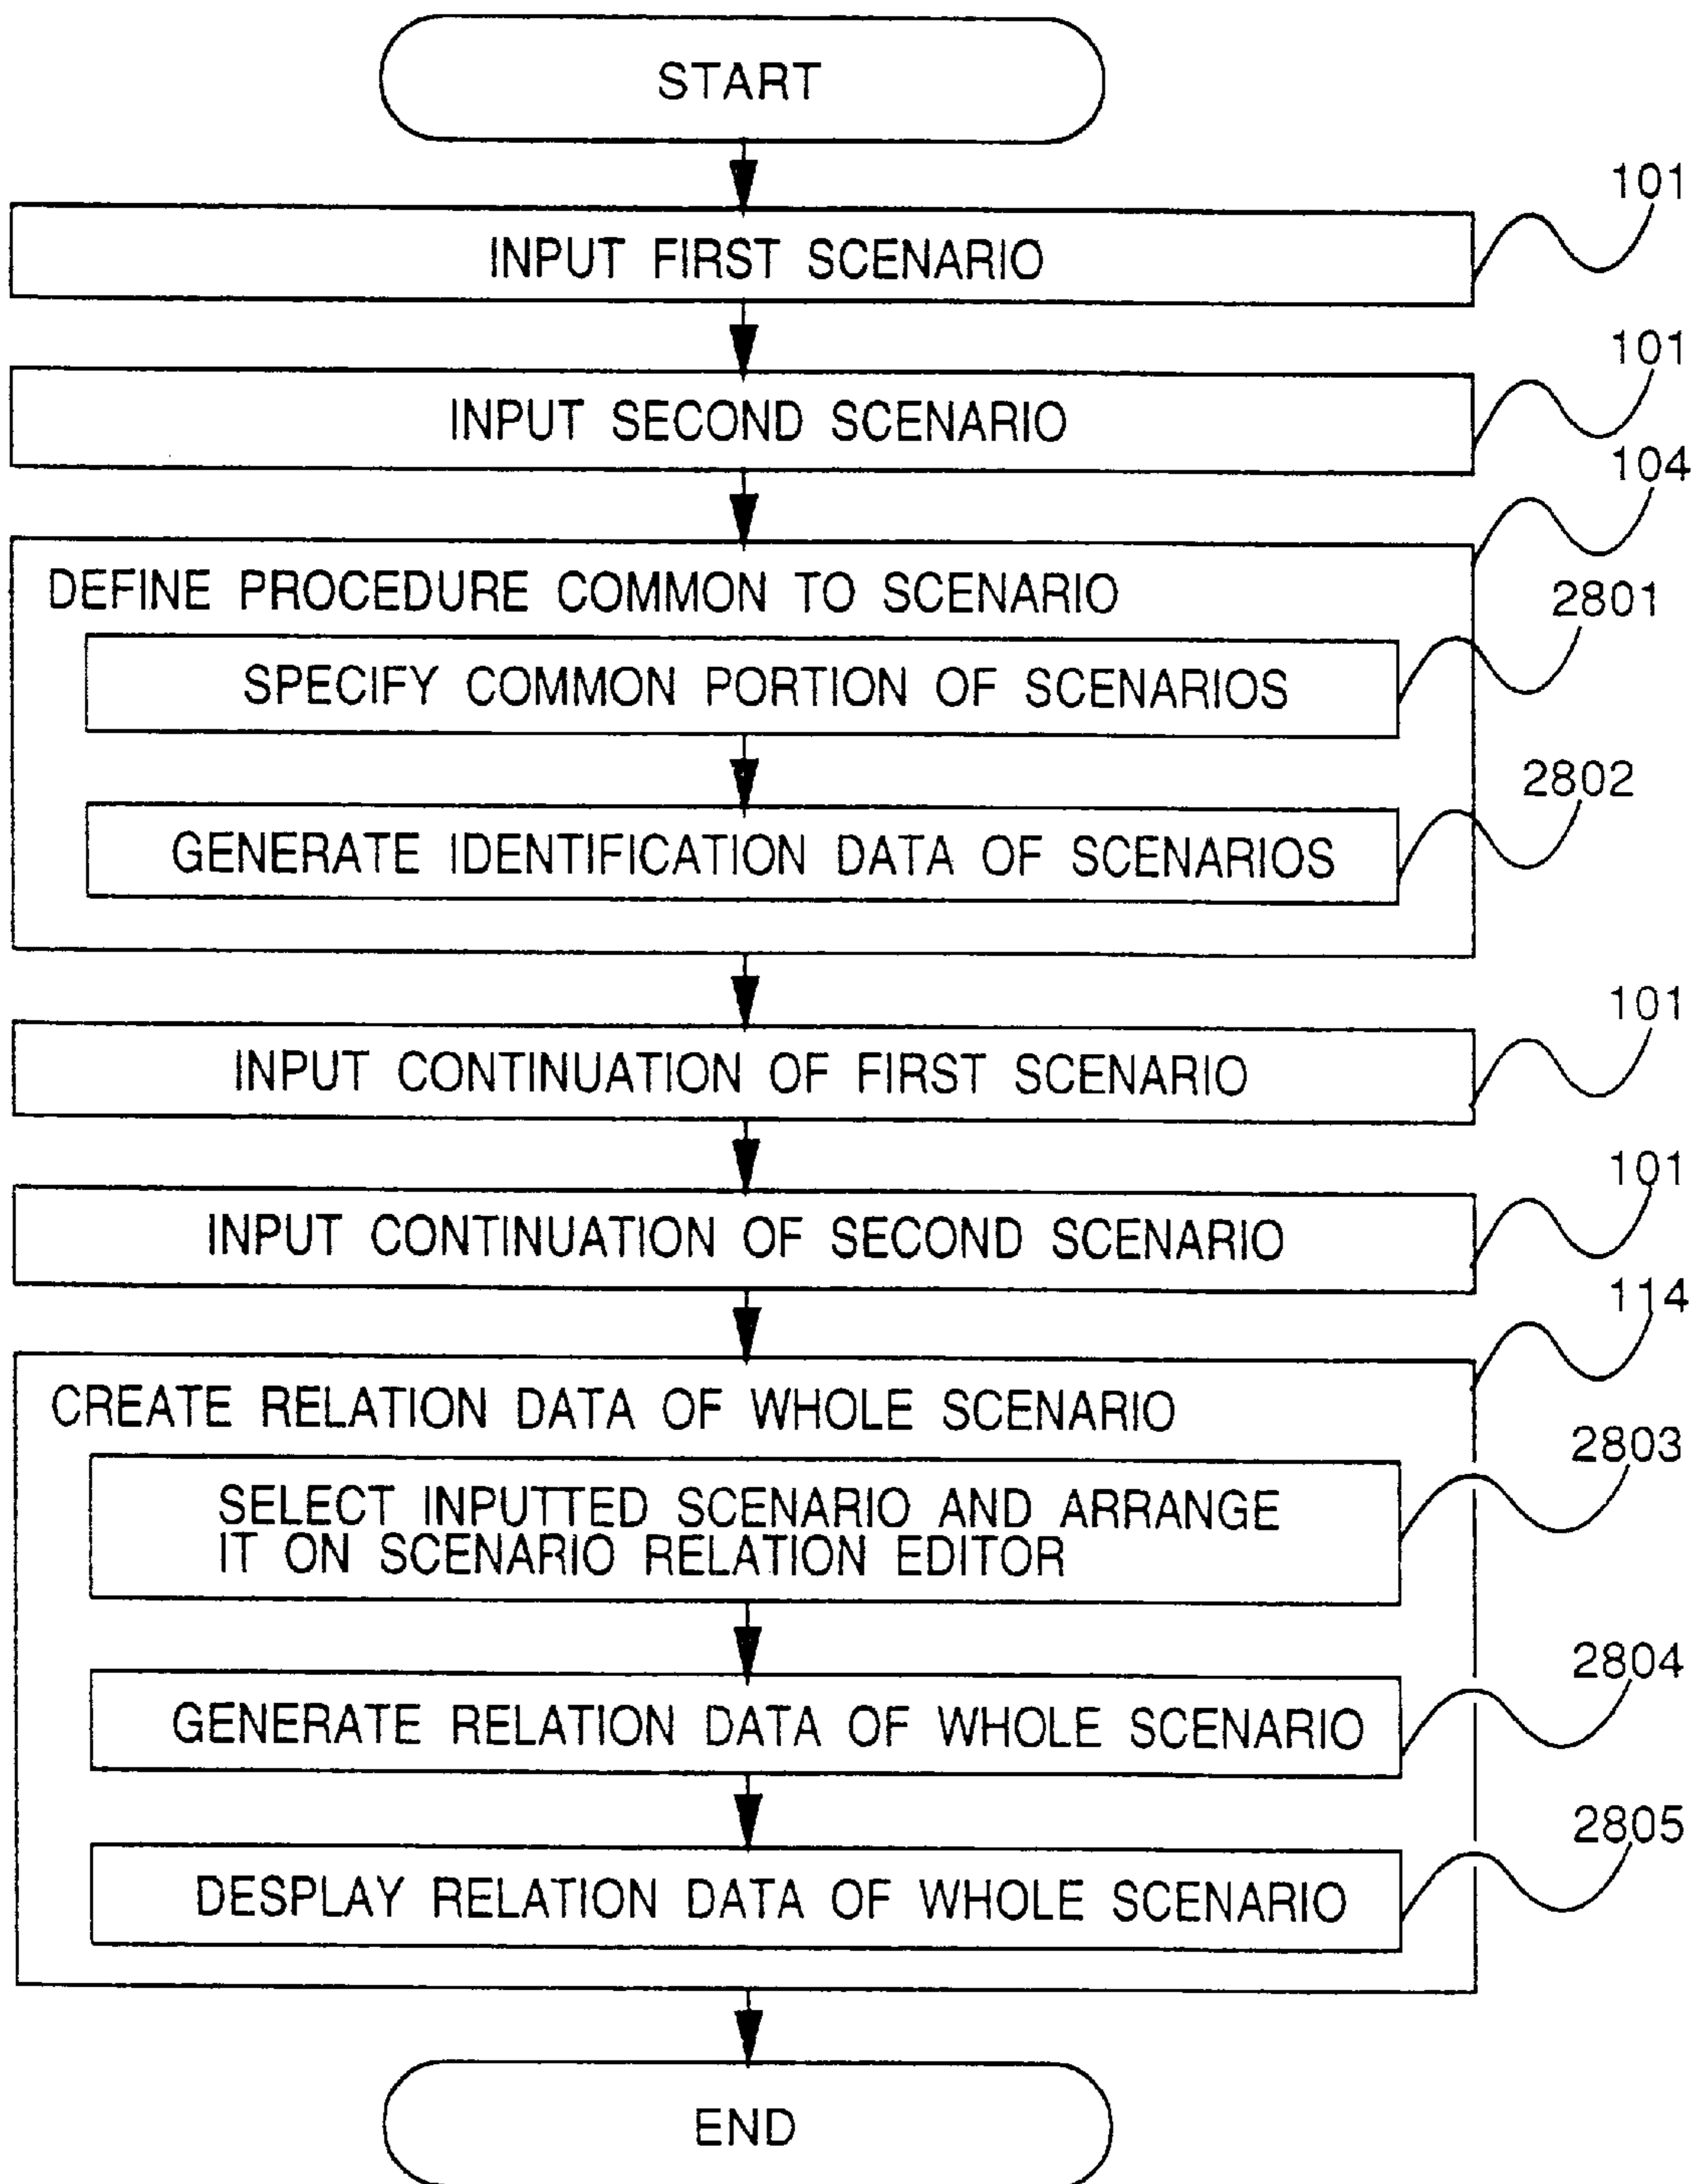 START
101
INPUT FIRST SCENARIO
101
INPUT SECOND SCENARIO
104
DEFINE PROCEDURE COMMON TO SCENARIO
2801
SPECIFY COMMON PORTION OF SCENARIOS
2802
GENERATE IDENTIFICATION DATA OF SCENARIOS
101
INPUT CONTINUATION OF FIRST SCENARIO
101
INPUT CONTINUATION OF SECOND SCENARIO
114
CREATE RELATION DATA OF WHOLE SCENARIO
2803
SELECT INPUTTED SCENARIO AND ARRANGE
IT ON SCENARIO RELATION EDITOR
2804
GENERATE RELATION DATA OF WHOLE SCENARIO
2805
DESPLAY RELATION DATA OF WHOLE SCENARIO
END